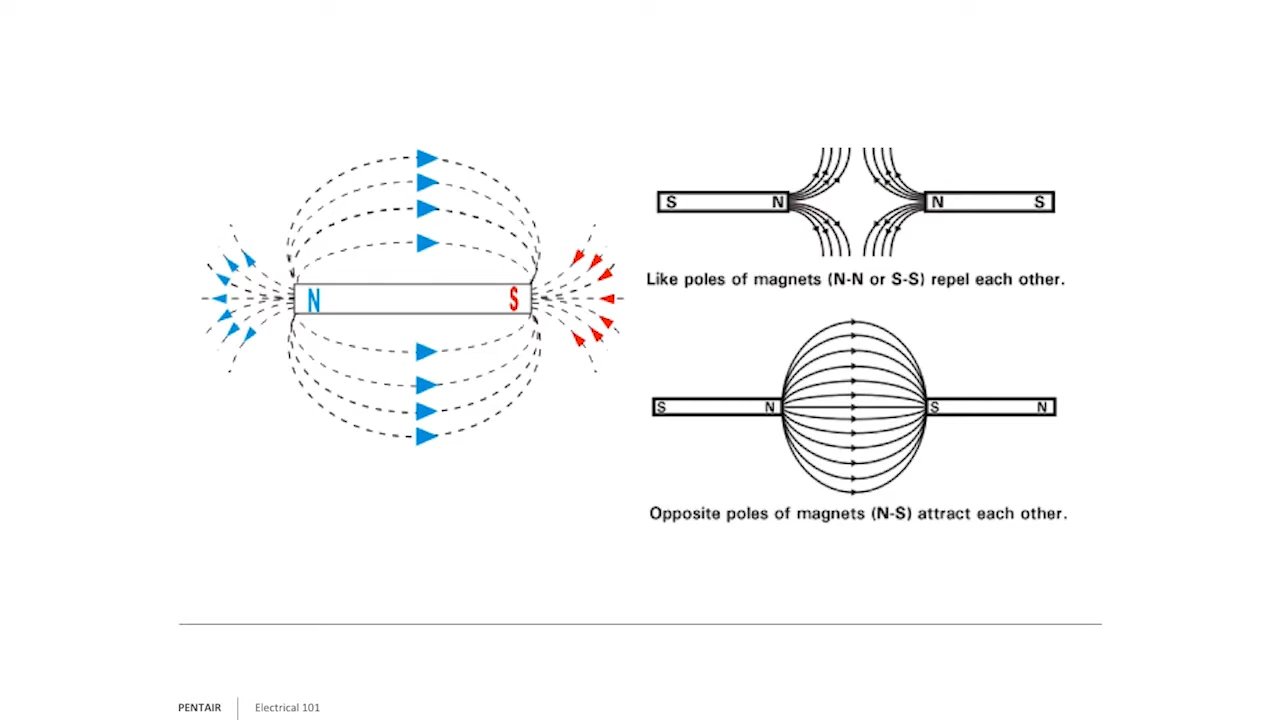 N S
S N N S
Like poles of magnets (N-N or S-S) repel each other.
S N S N
Opposite poles of magnets (N-S) attract each other.
PENTAIR Electrical 101